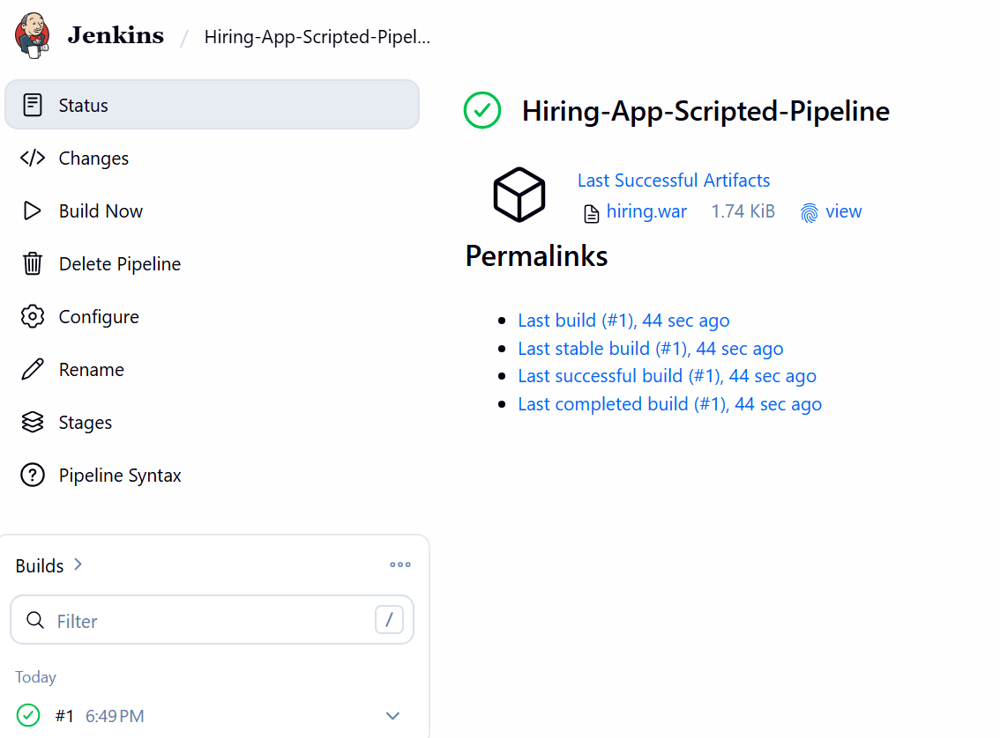 Jenkins / Hiring-App-Scripted-Pipel...
Status
Changes
Build Now
Delete Pipeline
Configure
Rename
Stages
Pipeline Syntax
Builds
Filter /
Today
#1 6:49 PM
Hiring-App-Scripted-Pipeline
Last Successful Artifacts
hiring.war 1.74 KiB view
Permalinks
Last build (#1), 44 sec ago
Last stable build (#1), 44 sec ago
Last successful build (#1), 44 sec ago
Last completed build (#1), 44 sec ago